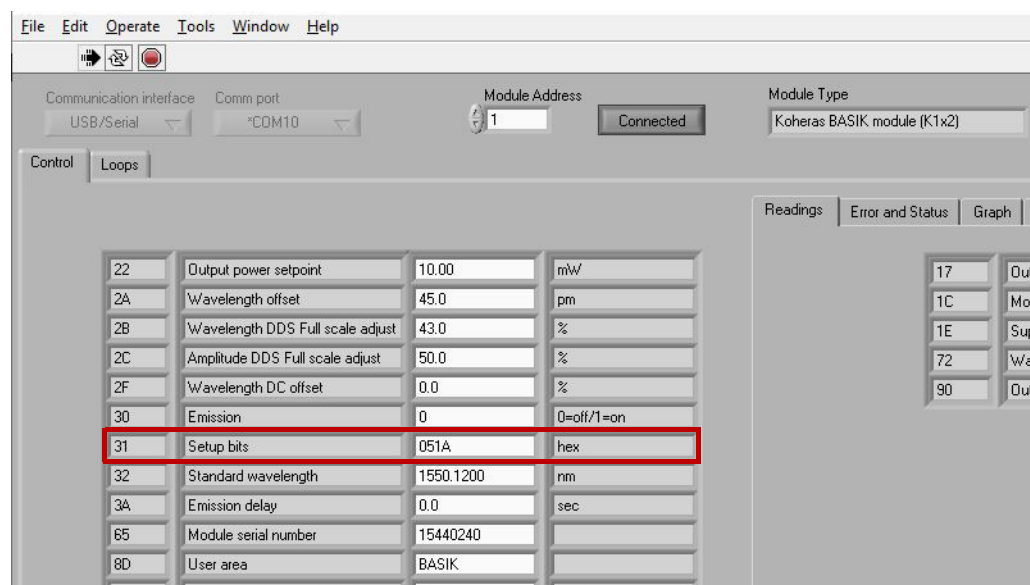 File Edit Operate Tools Window Help
Communication interface Comm port Module Address Module Type
USB/Serial *COM10 1 Connected Koheras BASIK module (K1x2)
Control Loops
Readings Error and Status Graph
22 Output power setpoint 10.00 mW
2A Wavelength offset 45.0 pm
2B Wavelength DDS Full scale adjust 43.0 %
2C Amplitude DDS Full scale adjust 50.0 %
2F Wavelength DC offset 0.0 %
30 Emission 0 0=off/1=on
31 Setup bits 051A hex
32 Standard wavelength 1550.1200 nm
3A Emission delay 0.0 sec
65 Module serial number 15440240
8D User area BASIK
17 Ou
1C Mo
1E Sup
72 Wa
90 Ou